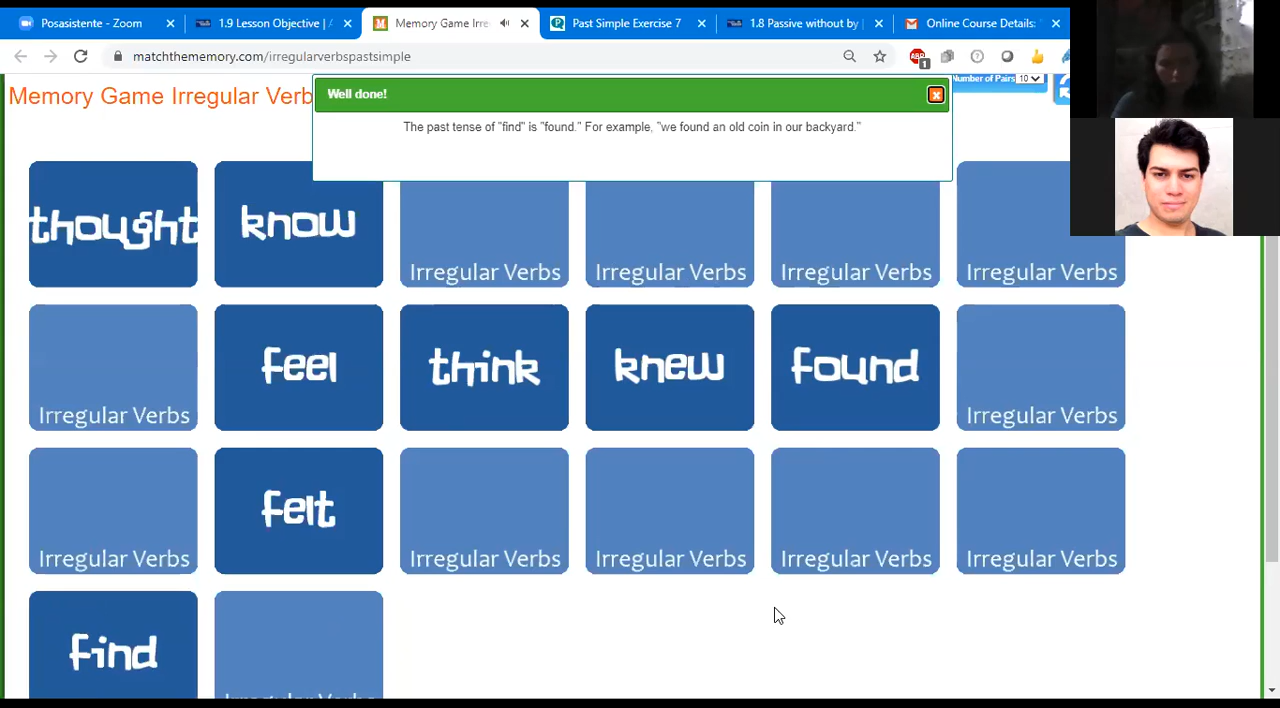 Posasistente - Zoom
1.9 Lesson Objective | A
Memory Game Irre
Past Simple Exercise 7
1.8 Passive without by |
Online Course Details:
matchthememory.com/irregularverbspastsimple
Memory Game Irregular Verb
Well done!
Number of Pairs 10
The past tense of "find" is "found." For example, "we found an old coin in our backyard."
thought
know
Irregular Verbs
Irregular Verbs
Irregular Verbs
Irregular Verbs
Irregular Verbs
feel
think
knew
found
Irregular Verbs
Irregular Verbs
felt
Irregular Verbs
Irregular Verbs
Irregular Verbs
Irregular Verbs
find
Irregular Verbs